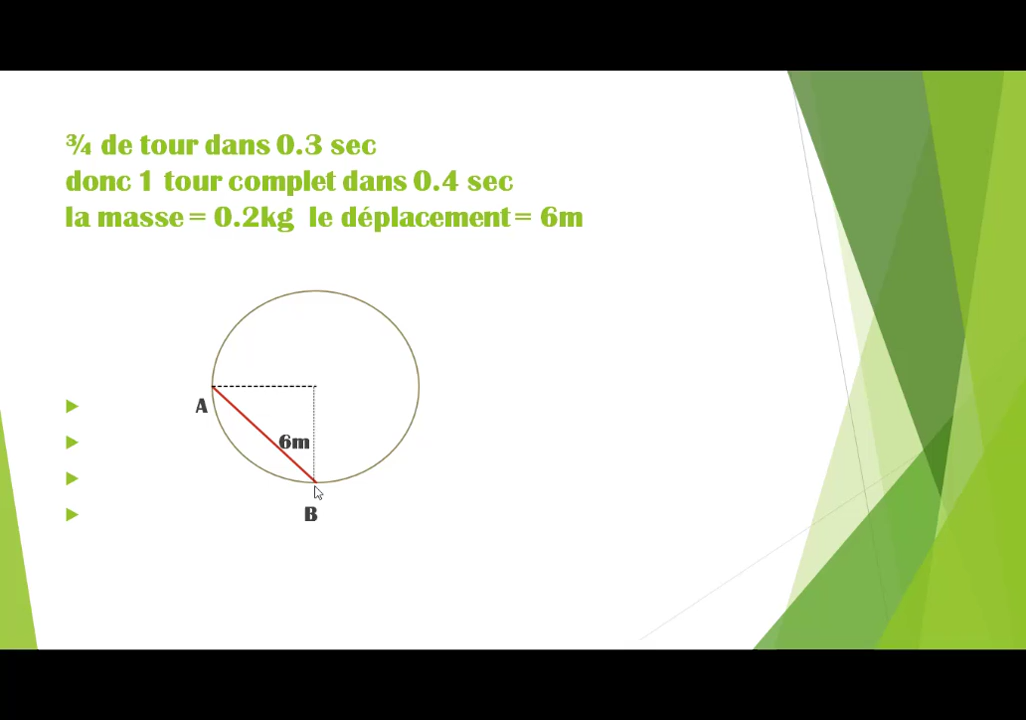 ¾ de tour dans 0.3 sec
donc 1 tour complet dans 0.4 sec
la masse = 0.2kg le déplacement = 6m
A
6m
B